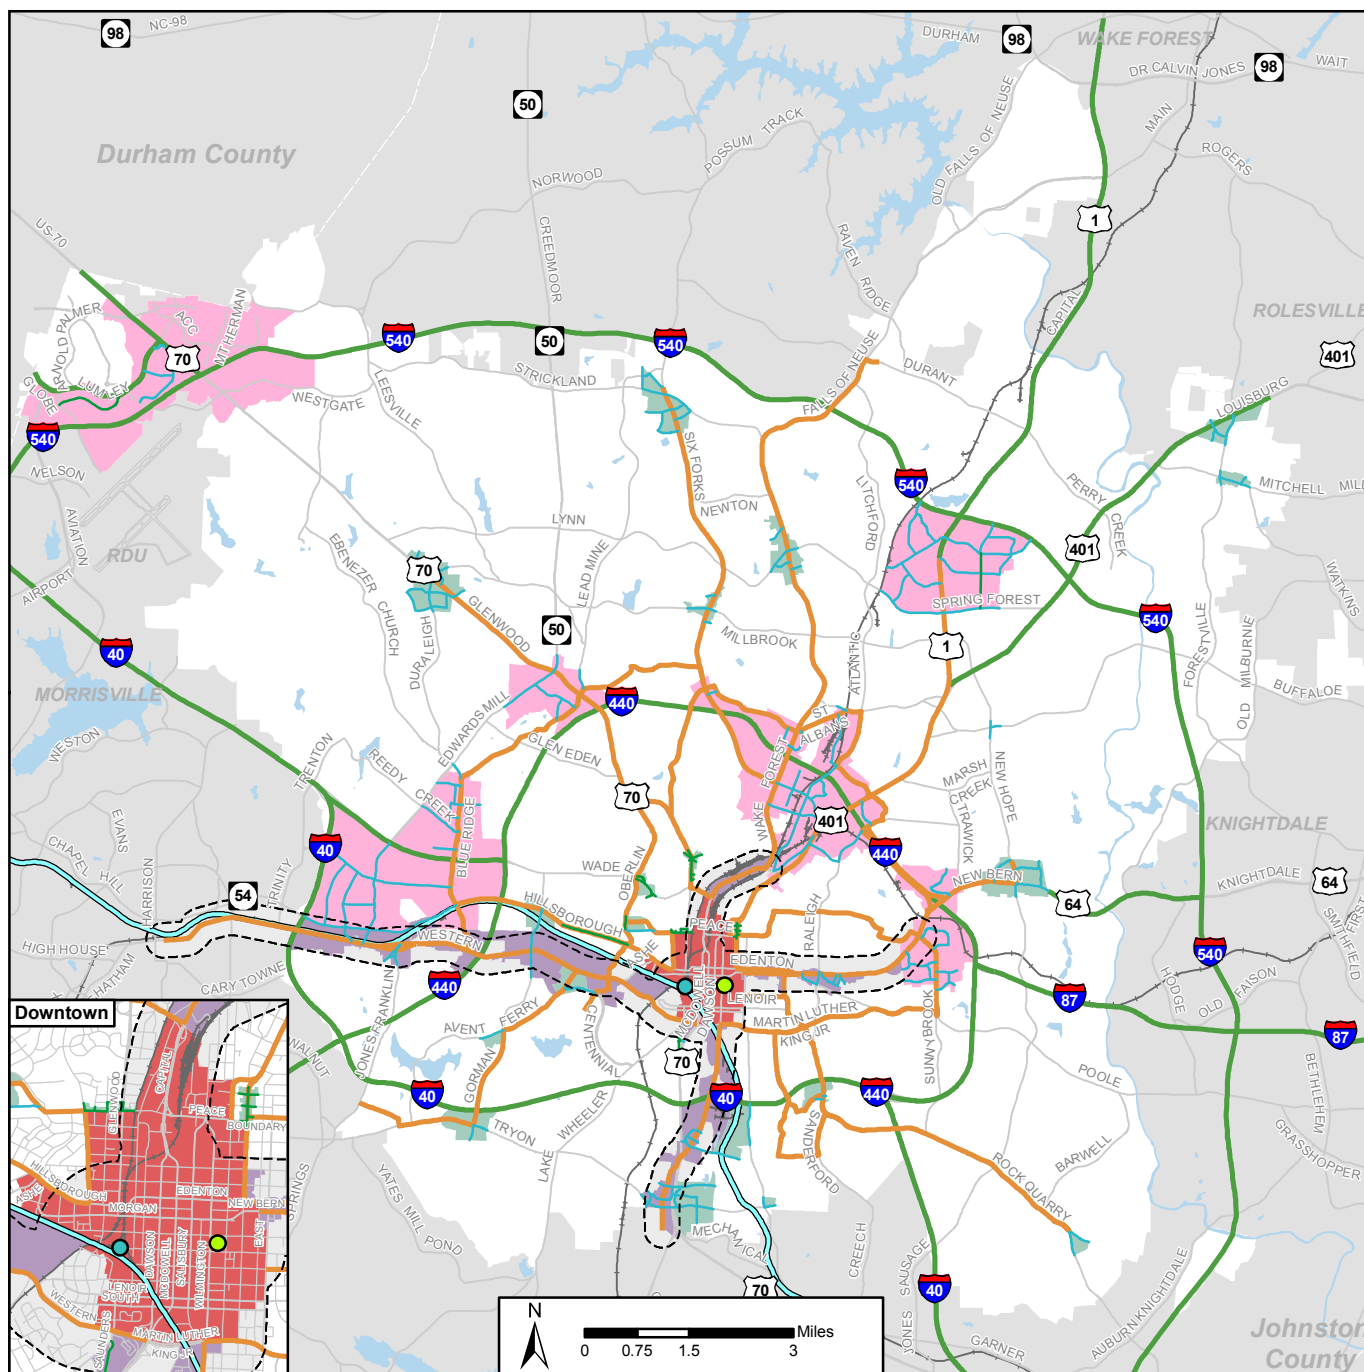 98
NC-98
DURHAM
98
WAKE FOREST
DR CALVIN JONES
98
WAIT
50
Durham County
POSSUM TRACK
OLD FALLS OF NEUSE
MAIN
ROGERS
NORWOOD
US-70
CREEDMOOR
RAVEN RIDGE
1
ARNOLD PALMER
ACC
MT HERMAN
CAPITAL
ROLESVILLE
70
540
50
540
401
GLOBE
LUMLEY
WESTGATE
LEESVILLE
STRICKLAND
FALLS OF NEUSE
DURANT
LOUISBURG
540
NELSON
SIX FORKS
540
PERRY CREEK
MITCHELL MILL
AVIATION
RDU
LYNN
NEWTON
LITCHFORD
401
AIRPORT
EBENEZER CHURCH
70
LEAD MINE
WATKINS
DURALEIGH
GLENWOOD
50
MILLBROOK
SPRING FOREST
540
FORESTVILLE
OLD MILBURNIE
40
1
MORRISVILLE
ATLANTIC
BUFFALOE
WESTON
EDWARDS MILL
440
ST ALBANS
TRENTON
REEDY CREEK
GLEN EDEN
FOREST
MARSH CREEK
NEW HOPE
EVANS
70
WAKE
401
TRAWICK
KNIGHTDALE
CHAPEL HILL
40
BLUE RIDGE
WADE
OBERLIN
440
NEW BERN
KNIGHTDALE
64
HARRISON
54
TRINITY
HILLSBOROUGH
64
SMITHFIELD
FIRST
HIGH HOUSE
WESTERN
ASHE
PEACE
RALEIGH
EDENTON
540
CHATHAM
CARY TOWNE
440
MCDOWELL
DAWSON
LENOIR
87
HODGE
OLD FAISON
Downtown
JONES FRANKLIN
AVENT FERRY
CENTENNIAL
MARTIN LUTHER
KING JR
SUNNYBROOK
87
WALNUT
70
40
GORMAN
40
440
POOLE
BETHLEHEM
CAPITAL
GLENWOOD
PEACE
BOUNDARY
TRYON
LAKE WHEELER
SANDERFORD
BARWELL
GRASSHOPPER
HILLSBOROUGH
ASHE
EDENTON
NEW BERN
MORGAN
EAST
SPRINGS
YATES MILL POND
ROCK QUARRY
MECHANICAL
CREECH
DAWSON
MCDOWELL
SALISBURY
WILMINGTON
LENOIR
SOUTH
WESTERN
SAUNDERS
MARTIN LUTHER
KING JR
70
40
JONES SAUSAGE
GARNER
AUBURN KNIGHTDALE
Johnston
County
N
Miles
0 0.75 1.5 3